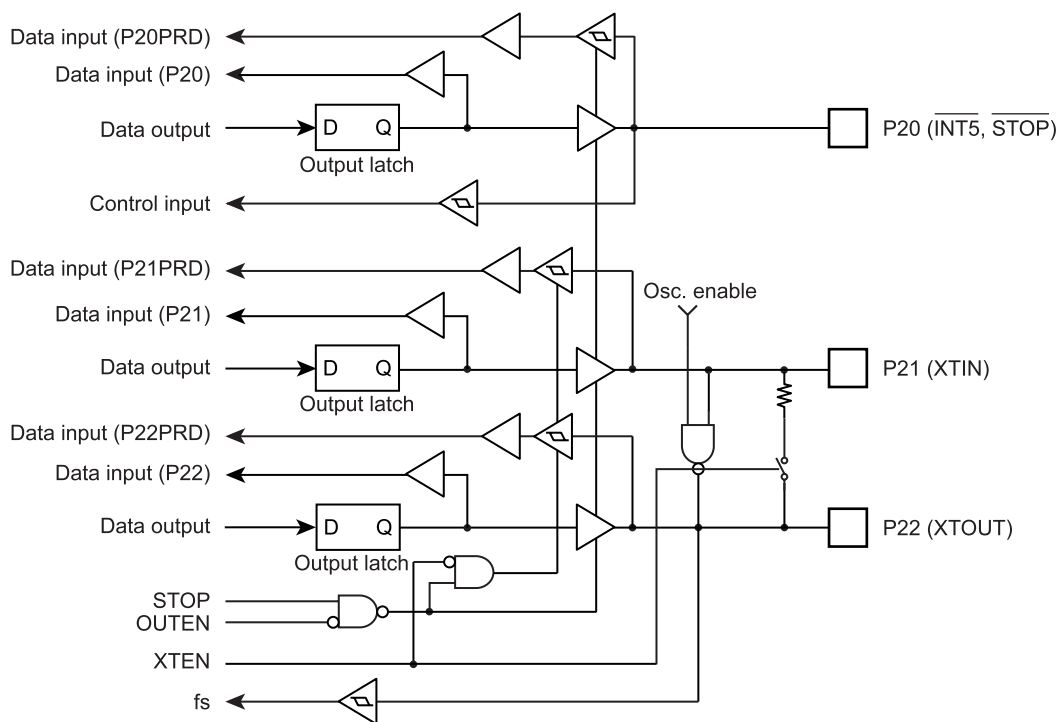 Data input (P20PRD)
Data input (P20)
Data output
D Q
Output latch
P20 (INT5, STOP)
Control input
Data input (P21PRD)
Osc. enable
Data input (P21)
Data output
D Q
Output latch
P21 (XTIN)
Data input (P22PRD)
Data input (P22)
Data output
D Q
Output latch
P22 (XTOUT)
STOP
OUTEN
XTEN
fs